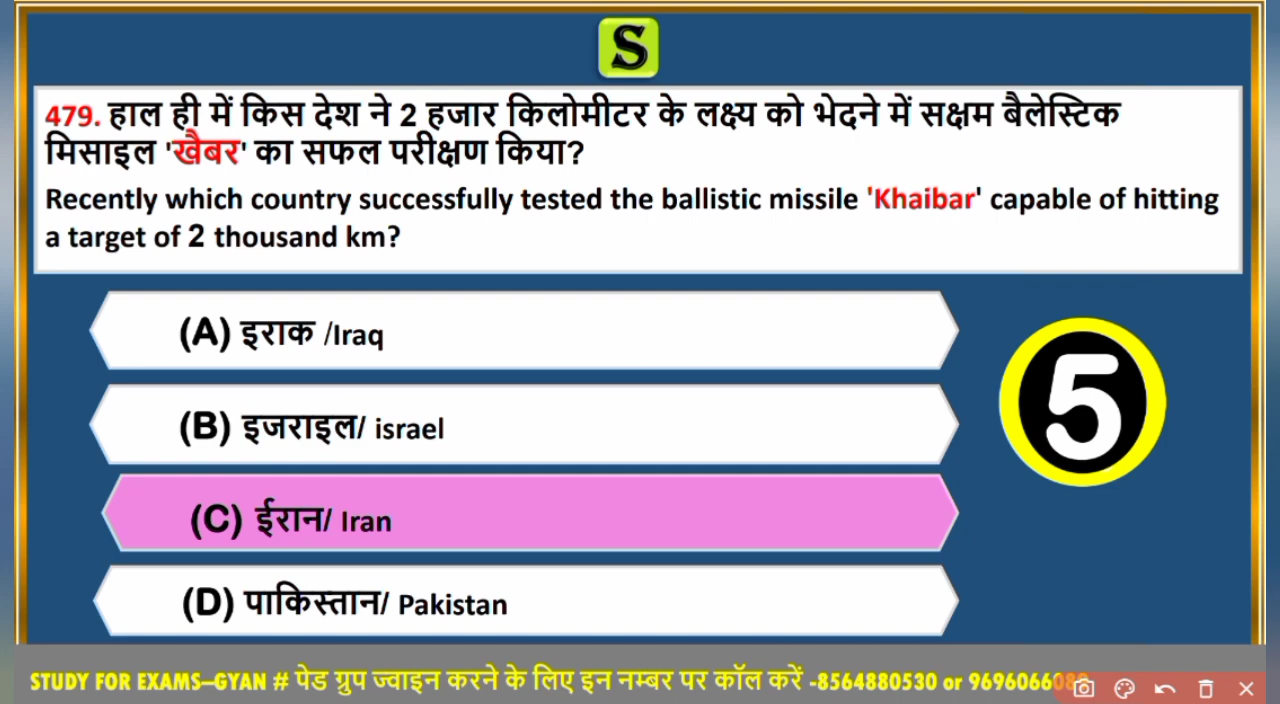 S
479. हाल ही में किस देश ने 2 हजार किलोमीटर के लक्ष्य को भेदने में सक्षम बैलेस्टिक
मिसाइल 'खैबर' का सफल परीक्षण किया?
Recently which country successfully tested the ballistic missile 'Khaibar' capable of hitting
a target of 2 thousand km?
(A) इराक /Iraq
(B) इजराइल/ israel
5
(C) ईरान/ Iran
(D) पाकिस्तान/ Pakistan
STUDY FOR EXAMS–GYAN # पेड ग्रुप ज्वाइन करने के लिए इन नम्बर पर कॉल करें -8564880530 or